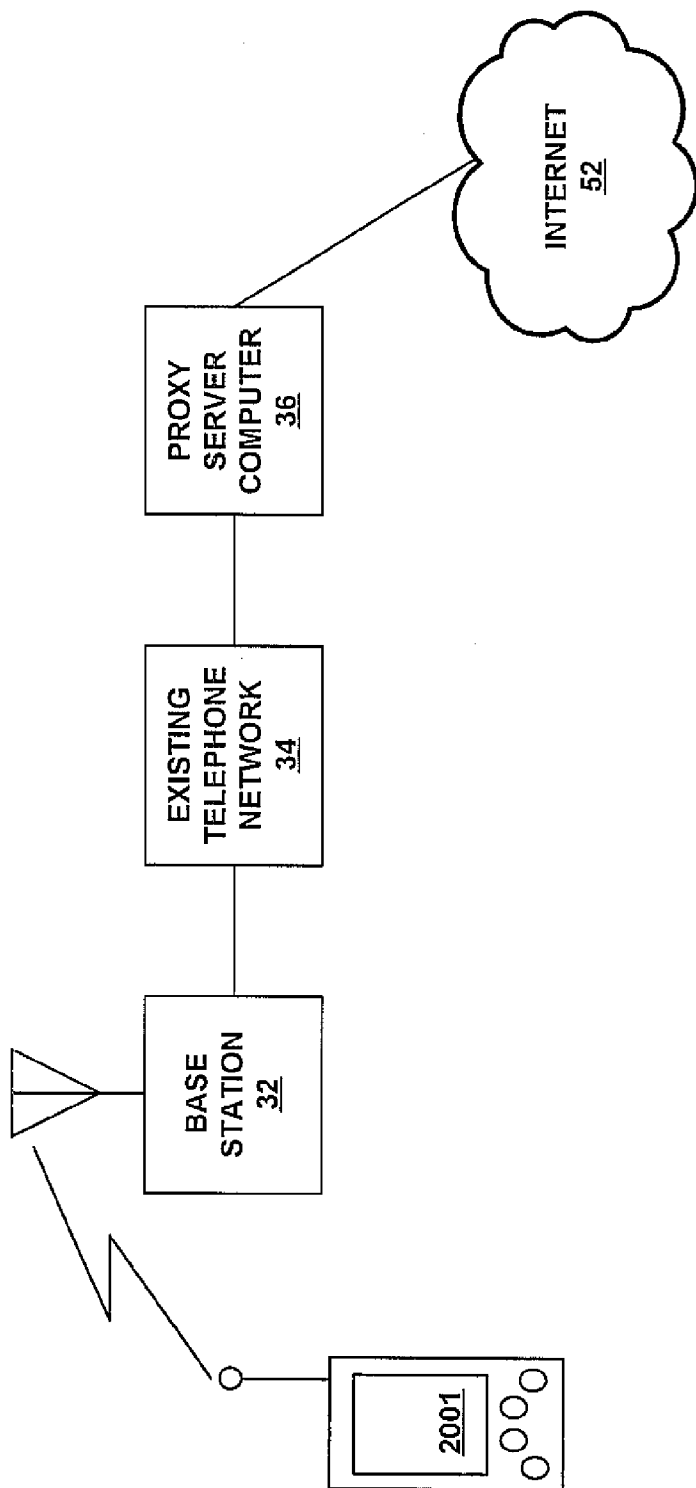 2001
BASE
STATION
32
EXISTING
TELEPHONE
NETWORK
34
PROXY
SERVER
COMPUTER
36
INTERNET
52